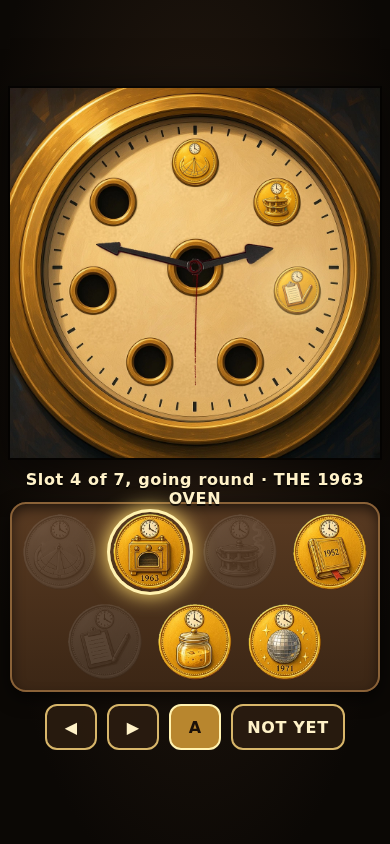 Slot 4 of 7, going round · THE 1963
OVEN
1963
1952
1971
◀
▶
A
NOT YET